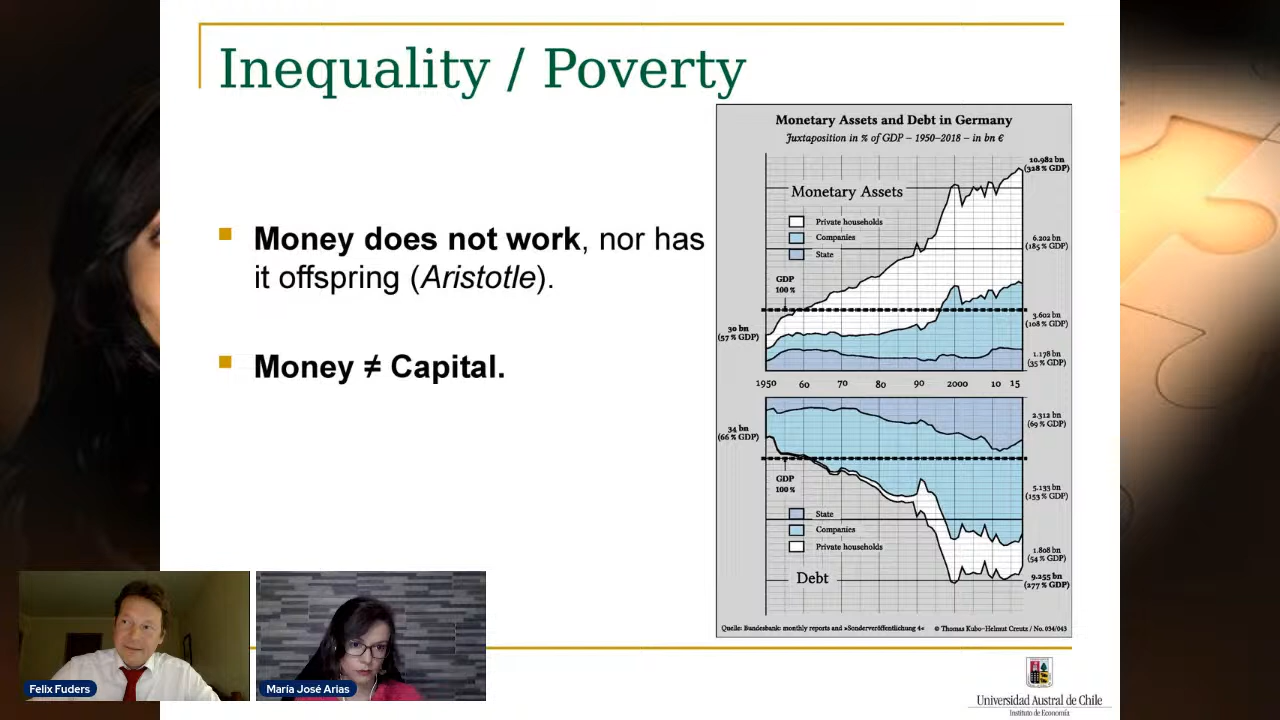 Inequality / Poverty
Money does not work, nor has
it offspring (Aristotle).
Money ≠ Capital.
Monetary Assets and Debt in Germany
Juxtaposition in % of GDP – 1950–2018 – in bn €
10.982 bn
(328 % GDP)
Monetary Assets
Private households
Companies
State
6.202 bn
(185 % GDP)
GDP
100 %
30 bn
(57 % GDP)
3.602 bn
(108 % GDP)
1.178 bn
(35 % GDP)
1950 60 70 80 90 2000 10 15
2.312 bn
(69 % GDP)
34 bn
(66 % GDP)
GDP
100 %
5.133 bn
(153 % GDP)
State
Companies
Private households
1.808 bn
(54 % GDP)
Debt
9.255 bn
(277 % GDP)
Quelle: Bundesbank: monthly reports and »Sonderveröffentlichung 4« © Thomas Kubo–Helmut Creutz / No. 034/043
Felix Fuders
María José Arias
Universidad Austral de Chile
Instituto de Economía